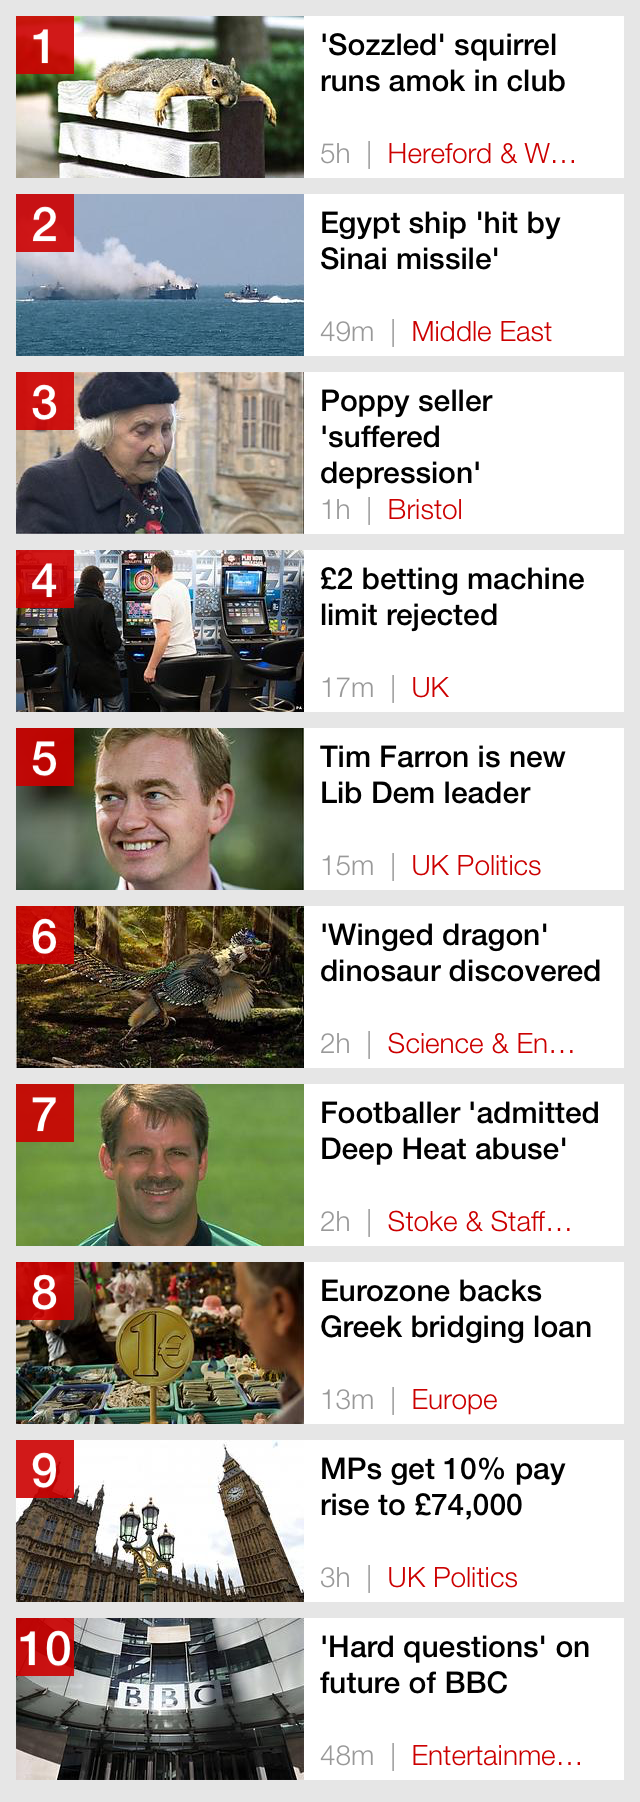 1
'Sozzled' squirrel
runs amok in club
5h | Hereford & W...
2
Egypt ship 'hit by
Sinai missile'
49m | Middle East
3
Poppy seller
'suffered
depression'
1h | Bristol
4
£2 betting machine
limit rejected
17m | UK
5
Tim Farron is new
Lib Dem leader
15m | UK Politics
6
'Winged dragon'
dinosaur discovered
2h | Science & En...
7
Footballer 'admitted
Deep Heat abuse'
2h | Stoke & Staff...
8
1€
Eurozone backs
Greek bridging loan
13m | Europe
9
MPs get 10% pay
rise to £74,000
3h | UK Politics
10
BBC
'Hard questions' on
future of BBC
48m | Entertainme...